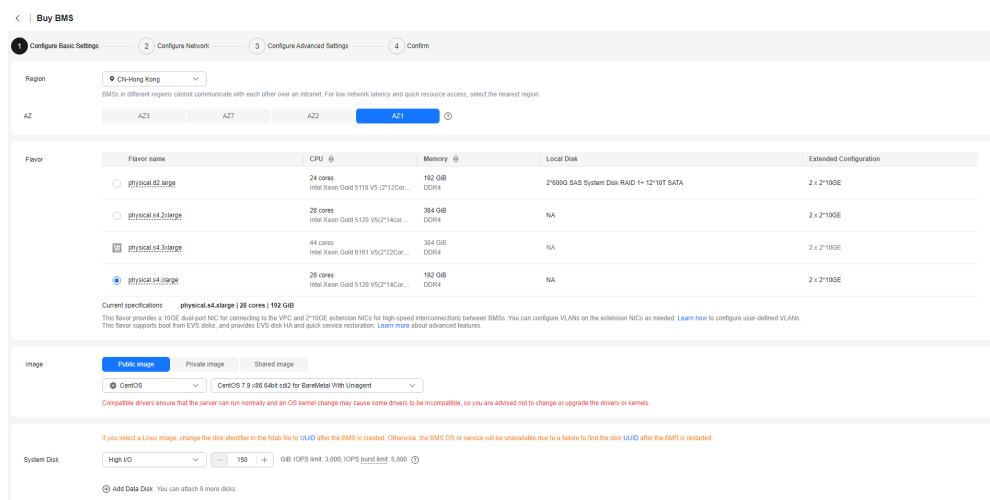 Buy BMS
1 Configure Basic Settings 2 Configure Network 3 Configure Advanced Settings 4 Confirm
Region CN-Hong Kong
BMSs in different regions cannot communicate with each other over an intranet. For low network latency and quick resource access, select the nearest region.
AZ AZ3 AZ7 AZ2 AZ1
Flavor Flavor name CPU Memory Local Disk Extended Configuration
physical.d2.large 24 cores 192 GiB 2*600G SAS System Disk RAID 1+ 12*10T SATA 2 x 2*10GE
Intel Xeon Gold 5118 V5 (2*12Cor... DDR4
physical.s4.2xlarge 28 cores 384 GiB NA 2 x 2*10GE
Intel Xeon Gold 5120 V5(2*14cor... DDR4
physical.s4.3xlarge 44 cores 384 GiB NA 2 x 2*10GE
Intel Xeon Gold 6161 V5(2*22Cor... DDR4
physical.s4.xlarge 28 cores 192 GiB NA 2 x 2*10GE
Intel Xeon Gold 5120 V5(2*14Cor... DDR4
Current specifications physical.s4.xlarge | 28 cores | 192 GiB
This flavor provides a 10GE dual-port NIC for connecting to the VPC and 2*10GE extension NICs for high-speed interconnections between BMSs. You can configure VLANs on the extension NICs as needed. Learn how to configure user-defined VLANs.
This flavor supports boot from EVS disks, and provides EVS disk HA and quick service restoration. Learn more about advanced features.
Image Public image Private image Shared image
CentOS CentOS 7.9 x86 64bit sdi2 for BareMetal With Uniagent
Compatible drivers ensure that the server can run normally and an OS kernel change may cause some drivers to be incompatible, so you are advised not to change or upgrade the drivers or kernels.
If you select a Linux image, change the disk identifier in the fstab file to UUID after the BMS is created. Otherwise, the BMS OS or service will be unavailable due to a failure to find the disk UUID after the BMS is restarted.
System Disk High I/O − 150 + GiB IOPS limit: 3,000, IOPS burst limit: 5,000
Add Data Disk You can attach 9 more disks.